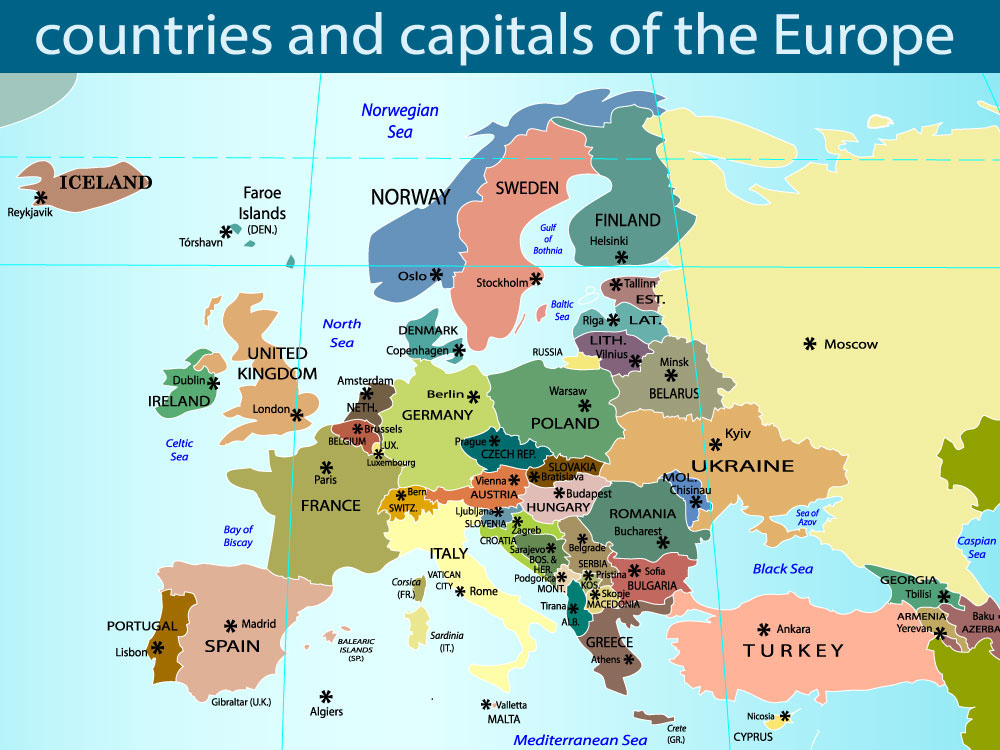 countries and capitals of the Europe
Norwegian
Sea
ICELAND
Reykjavik
Faroe
Islands
(DEN.)
Tórshavn
NORWAY
SWEDEN
FINLAND
Helsinki
Gulf
of
Bothnia
Oslo
Stockholm
Tallinn
EST.
Baltic
Sea
Riga
LAT.
LITH.
Vilnius
RUSSIA
Moscow
North
Sea
DENMARK
Copenhagen
UNITED
KINGDOM
London
Dublin
IRELAND
Celtic
Sea
Amsterdam
NETH.
Brussels
BELGIUM
LUX.
Luxembourg
Berlin
GERMANY
Warsaw
POLAND
Minsk
BELARUS
Kyiv
UKRAINE
Prague
CZECH REP.
SLOVAKIA
Bratislava
Vienna
AUSTRIA
Budapest
HUNGARY
MOL.
Chisinau
ROMANIA
Bucharest
Paris
FRANCE
Bern
SWITZ.
Ljubljana
SLOVENIA
Zagreb
CROATIA
Sarajevo
BOS. &
HER.
Belgrade
SERBIA
Podgorica
MONT.
Pristina
KOS.
Skopje
MACEDONIA
Sofia
BULGARIA
Tirana
ALB.
GREECE
Athens
Crete
(GR.)
Bay of
Biscay
ITALY
VATICAN
CITY
Rome
Corsica
(FR.)
Sardinia
(IT.)
PORTUGAL
Lisbon
Madrid
SPAIN
BALEARIC
ISLANDS
(SP.)
Gibraltar (U.K.)
Algiers
Valletta
MALTA
Mediterranean Sea
Sea of
Azov
Black Sea
Caspian
Sea
GEORGIA
Tbilisi
ARMENIA
Yerevan
Baku
AZERBA
Ankara
TURKEY
Nicosia
CYPRUS